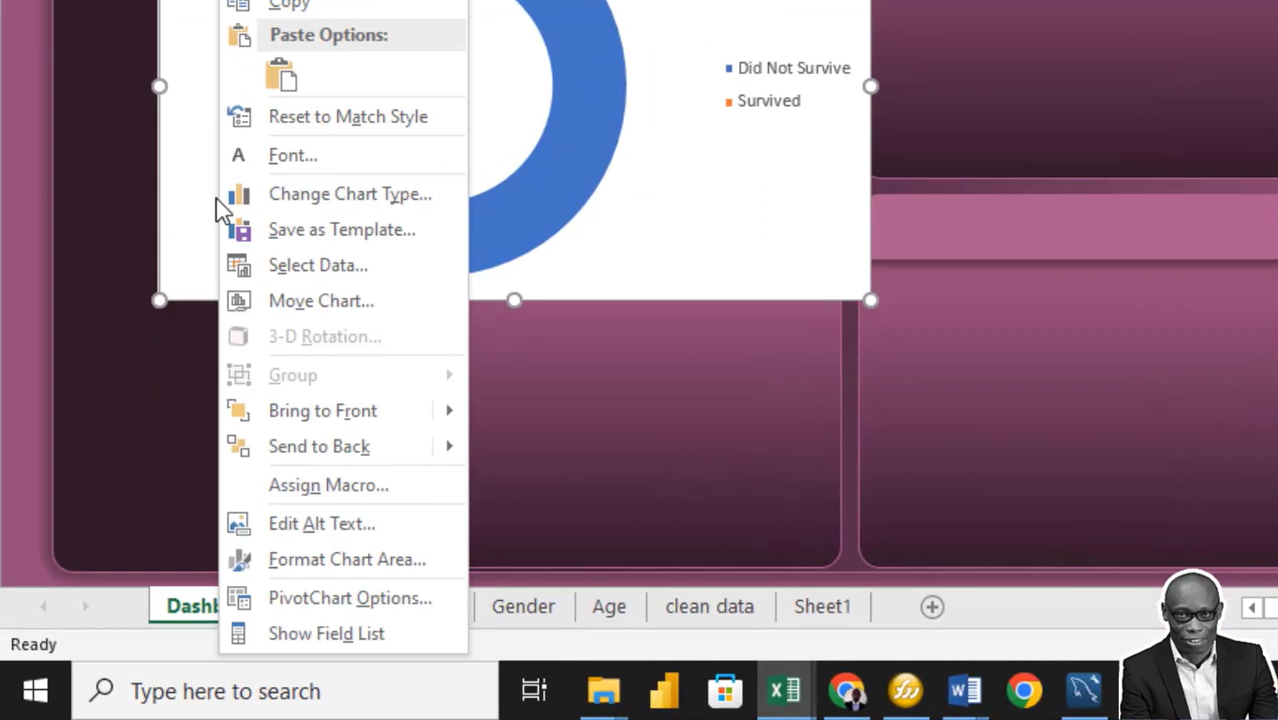 Copy
Paste Options:
Did Not Survive
Survived
Reset to Match Style
A Font...
Change Chart Type...
Save as Template...
Select Data...
Move Chart...
3-D Rotation...
Group
Bring to Front
Send to Back
Assign Macro...
Edit Alt Text...
Format Chart Area...
PivotChart Options...
Show Field List
Dashb Gender Age clean data Sheet1
Ready
Type here to search